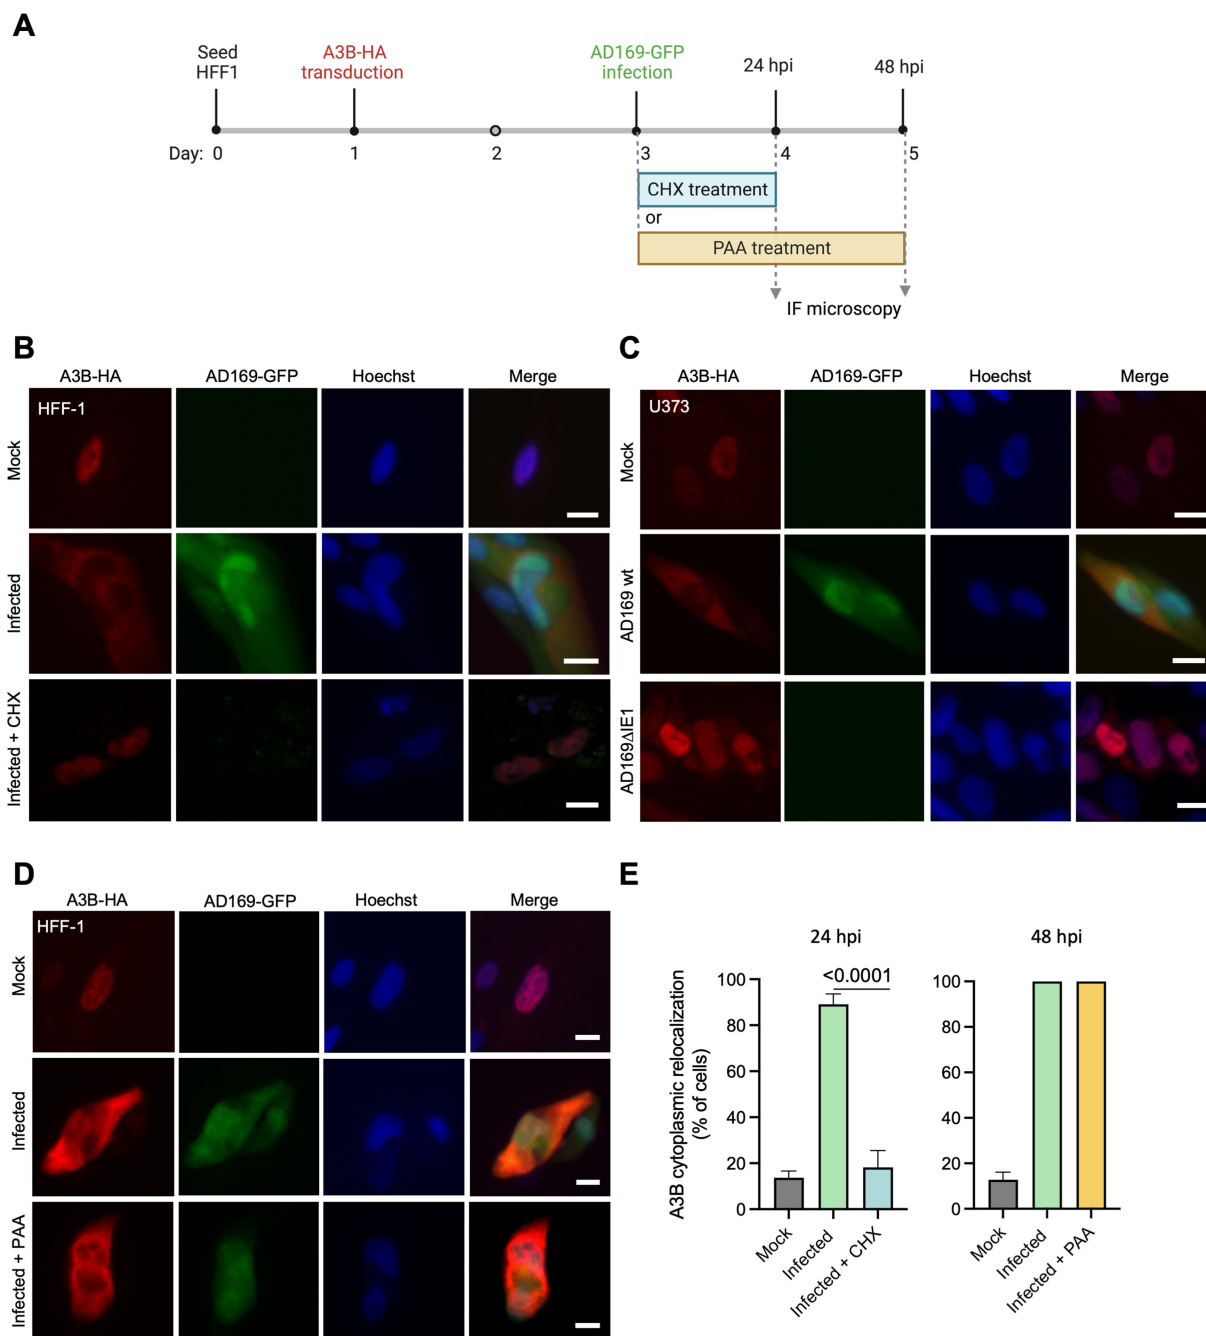 A
Seed
HFF1
A3B-HA
transduction
AD169-GFP
infection
24 hpi
48 hpi
Day: 0
1
2
3
4
5
CHX treatment
or
PAA treatment
IF microscopy
B
A3B-HA
AD169-GFP
Hoechst
Merge
HFF-1
Mock
Infected
Infected + CHX
C
A3B-HA
AD169-GFP
Hoechst
Merge
U373
Mock
AD169 wt
AD169ΔIE1
D
A3B-HA
AD169-GFP
Hoechst
Merge
HFF-1
Mock
Infected
Infected + PAA
E
24 hpi
48 hpi
A3B cytoplasmic relocalization
(% of cells)
<0.0001
100
80
60
40
20
0
Mock
Infected
Infected + CHX
100
80
60
40
20
0
Mock
Infected
Infected + PAA